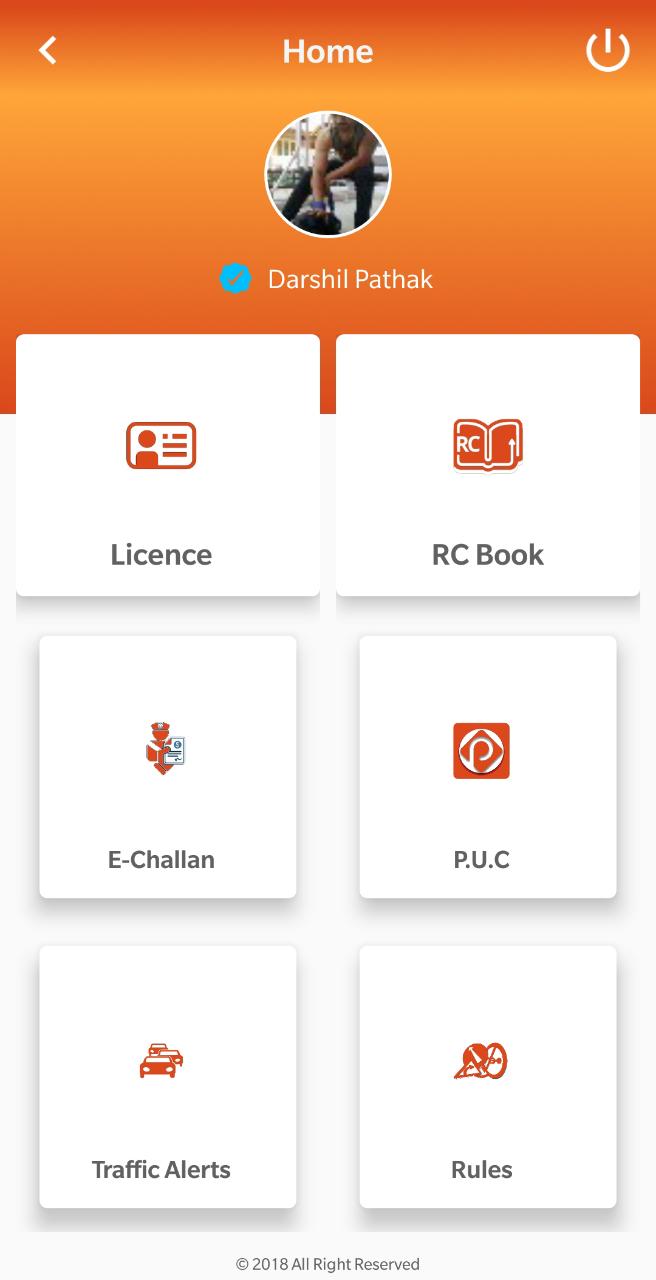 Home
Darshil Pathak
RC
Licence
RC Book
E-Challan
P.U.C
Traffic Alerts
Rules
© 2018 All Right Reserved